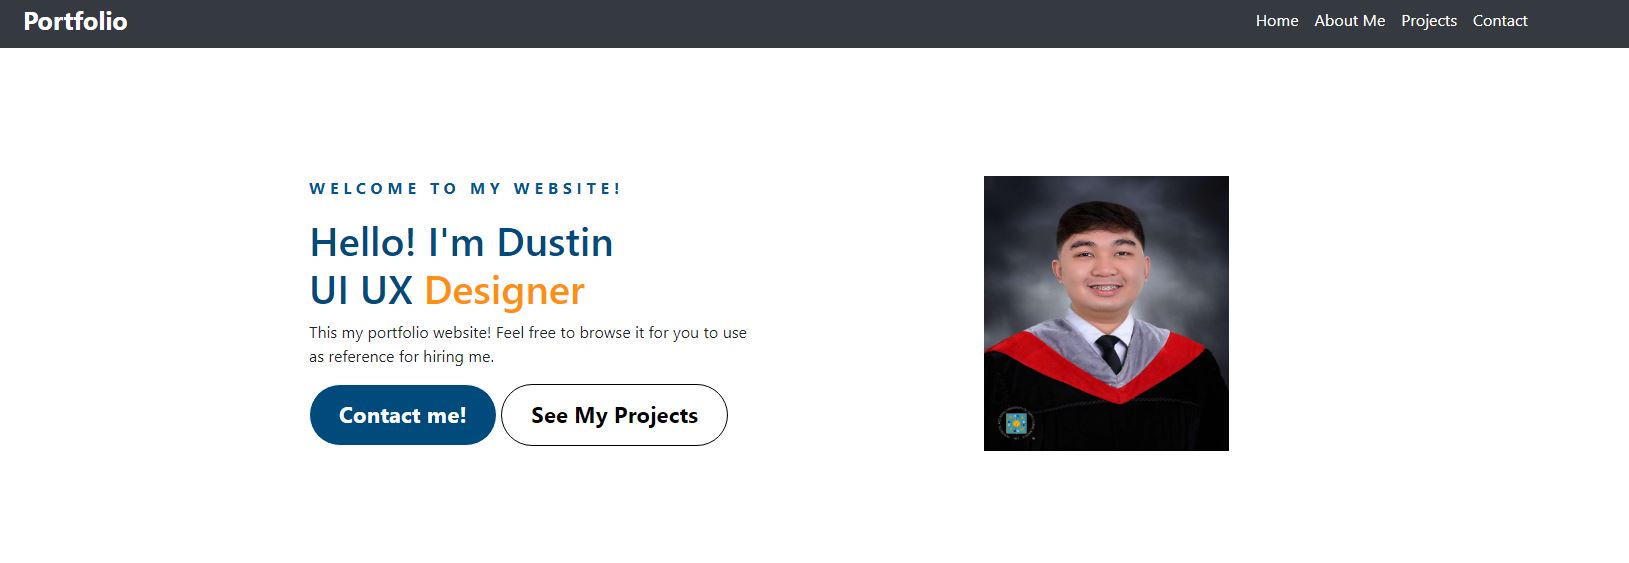 Portfolio
Home About Me Projects Contact
WELCOME TO MY WEBSITE!
Hello! I'm Dustin
UI UX Designer
This my portfolio website! Feel free to browse it for you to use
as reference for hiring me.
Contact me!
See My Projects